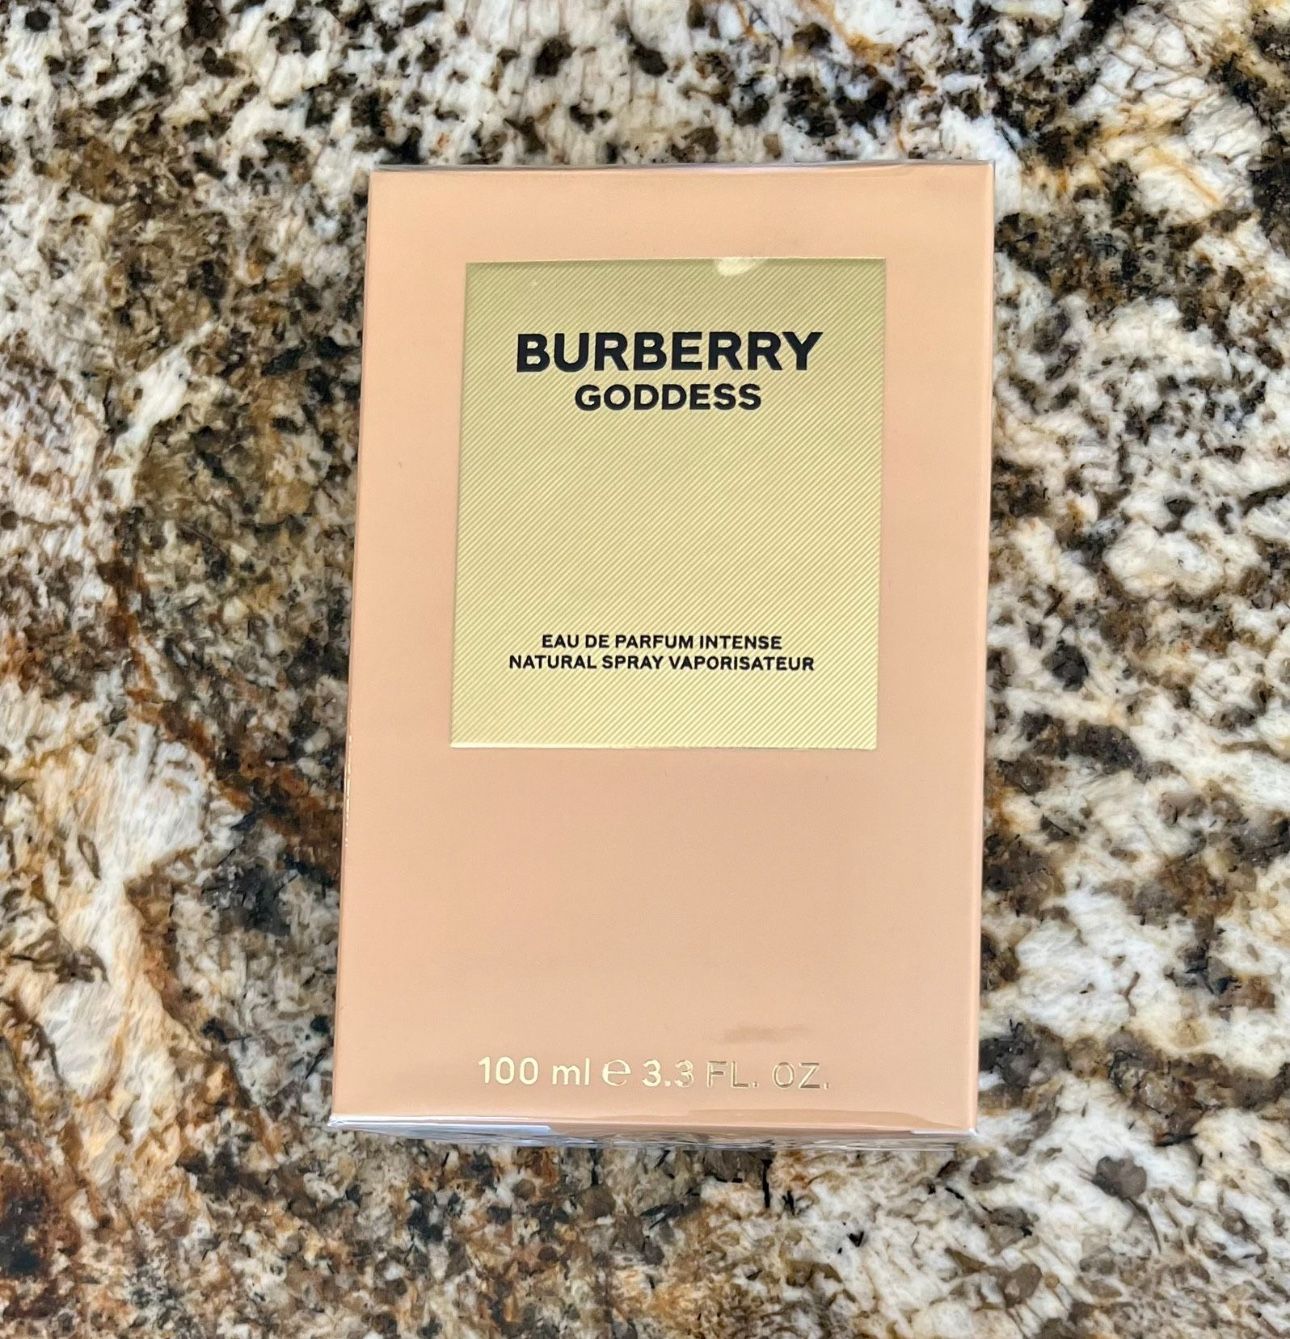 BURBERRY
GODDESS
EAU DE PARFUM INTENSE
NATURAL SPRAY VAPORISATEUR
100 ml ℮ 3.3 FL. OZ.